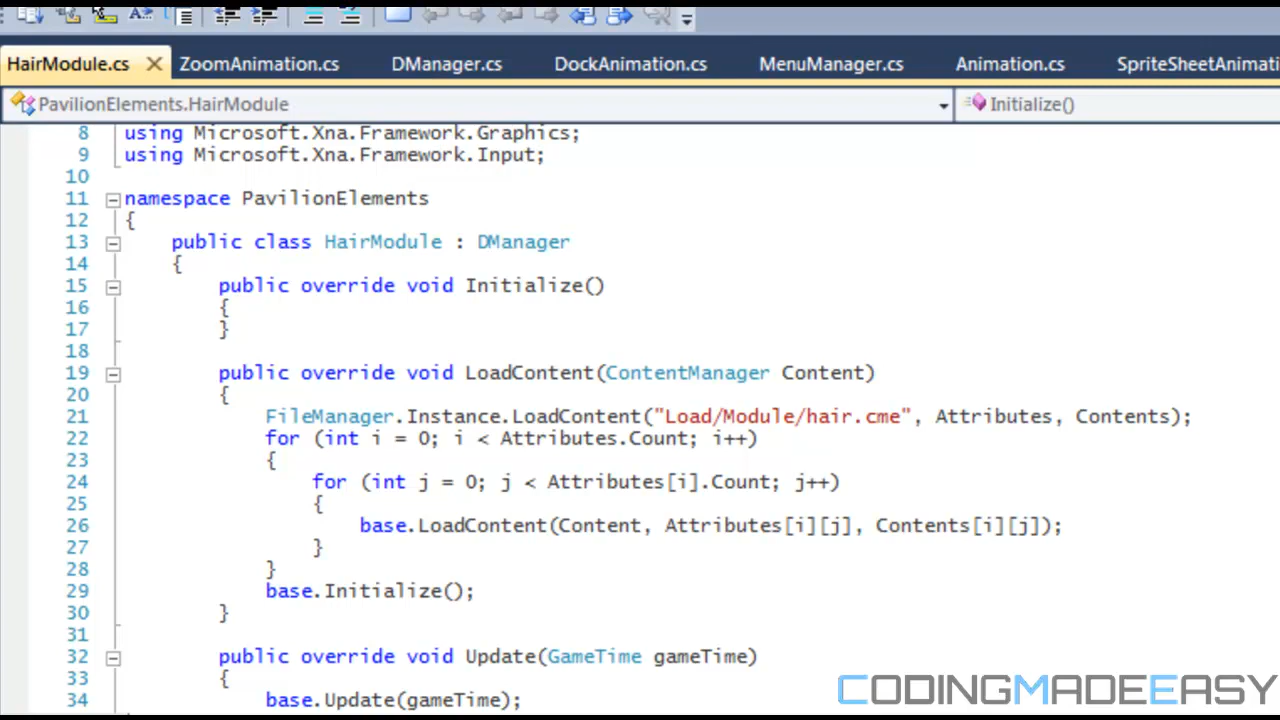 HairModule.cs ZoomAnimation.cs DManager.cs DockAnimation.cs MenuManager.cs Animation.cs SpriteSheetAnimati
PavilionElements.HairModule Initialize()
8 using Microsoft.Xna.Framework.Graphics;
9 using Microsoft.Xna.Framework.Input;
10
11 namespace PavilionElements
12 {
13 public class HairModule : DManager
14 {
15 public override void Initialize()
16 {
17 }
18
19 public override void LoadContent(ContentManager Content)
20 {
21 FileManager.Instance.LoadContent("Load/Module/hair.cme", Attributes, Contents);
22 for (int i = 0; i < Attributes.Count; i++)
23 {
24 for (int j = 0; j < Attributes[i].Count; j++)
25 {
26 base.LoadContent(Content, Attributes[i][j], Contents[i][j]);
27 }
28 }
29 base.Initialize();
30 }
31
32 public override void Update(GameTime gameTime)
33 {
34 base.Update(gameTime);
CODINGMADEEASY